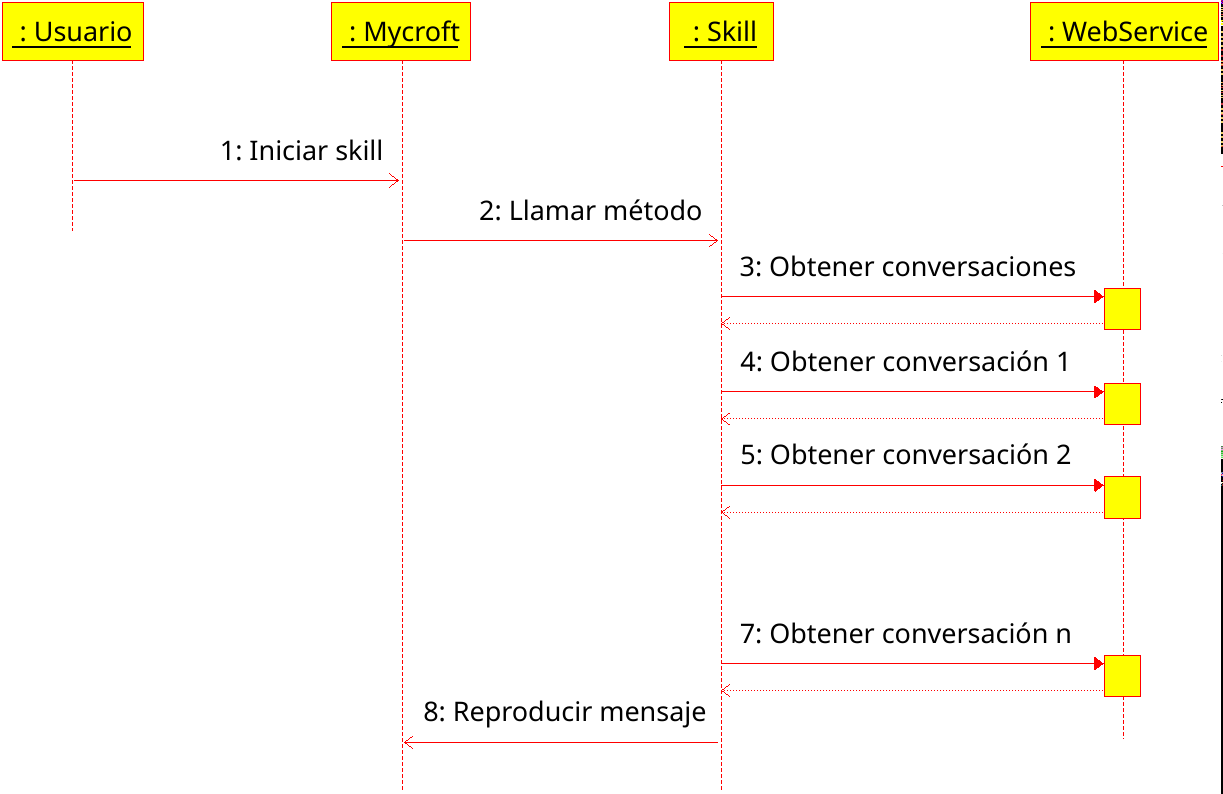 : Usuario
: Mycroft
: Skill
: WebService
1: Iniciar skill
2: Llamar método
3: Obtener conversaciones
4: Obtener conversación 1
5: Obtener conversación 2
7: Obtener conversación n
8: Reproducir mensaje